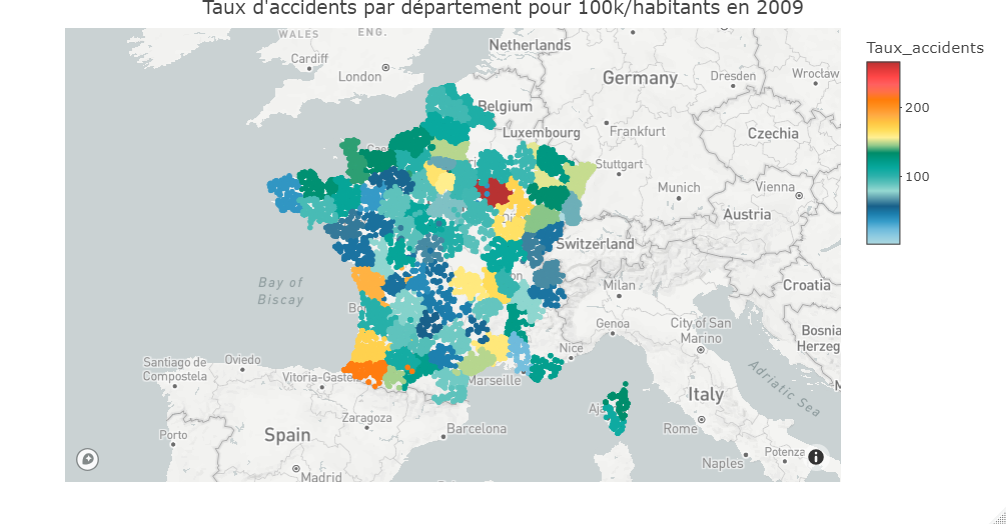 Taux d'accidents par département pour 100k/habitants en 2009
WALES
ENG.
Netherlands
Taux_accidents
Cardiff
London
Germany
Dresden
Wrocław
200
Belgium
Luxembourg
Frankfurt
Czechia
Stuttgart
100
Munich
Vienna
Austria
Switzerland
Bay of
Biscay
Milan
Croatia
Genoa
City of San
Marino
Bosnia
Herzeg
Nice
Santiago de
Compostela
Oviedo
Vitoria-Gasteiz
Marseille
Adriatic Sea
Italy
Zaragoza
Barcelona
Rome
Porto
Spain
Naples
Potenza
Madrid